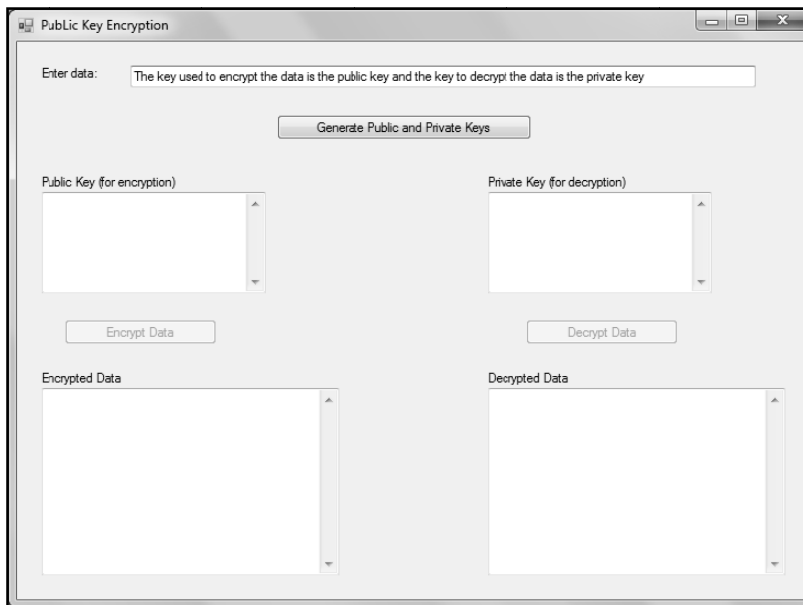 PubLic Key Encryption
Enter data: The key used to encrypt the data is the public key and the key to decrypt the data is the private key
Generate Public and Private Keys
Public Key (for encryption) Private Key (for decryption)
Encrypt Data Decrypt Data
Encrypted Data Decrypted Data